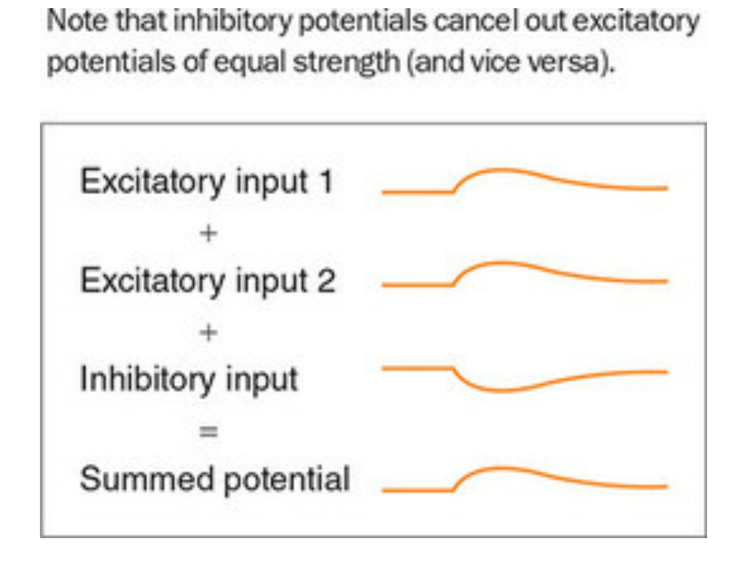 Note that inhibitory potentials cancel out excitatory
potentials of equal strength (and vice versa).
Excitatory input 1
+
Excitatory input 2
+
Inhibitory input
=
Summed potential